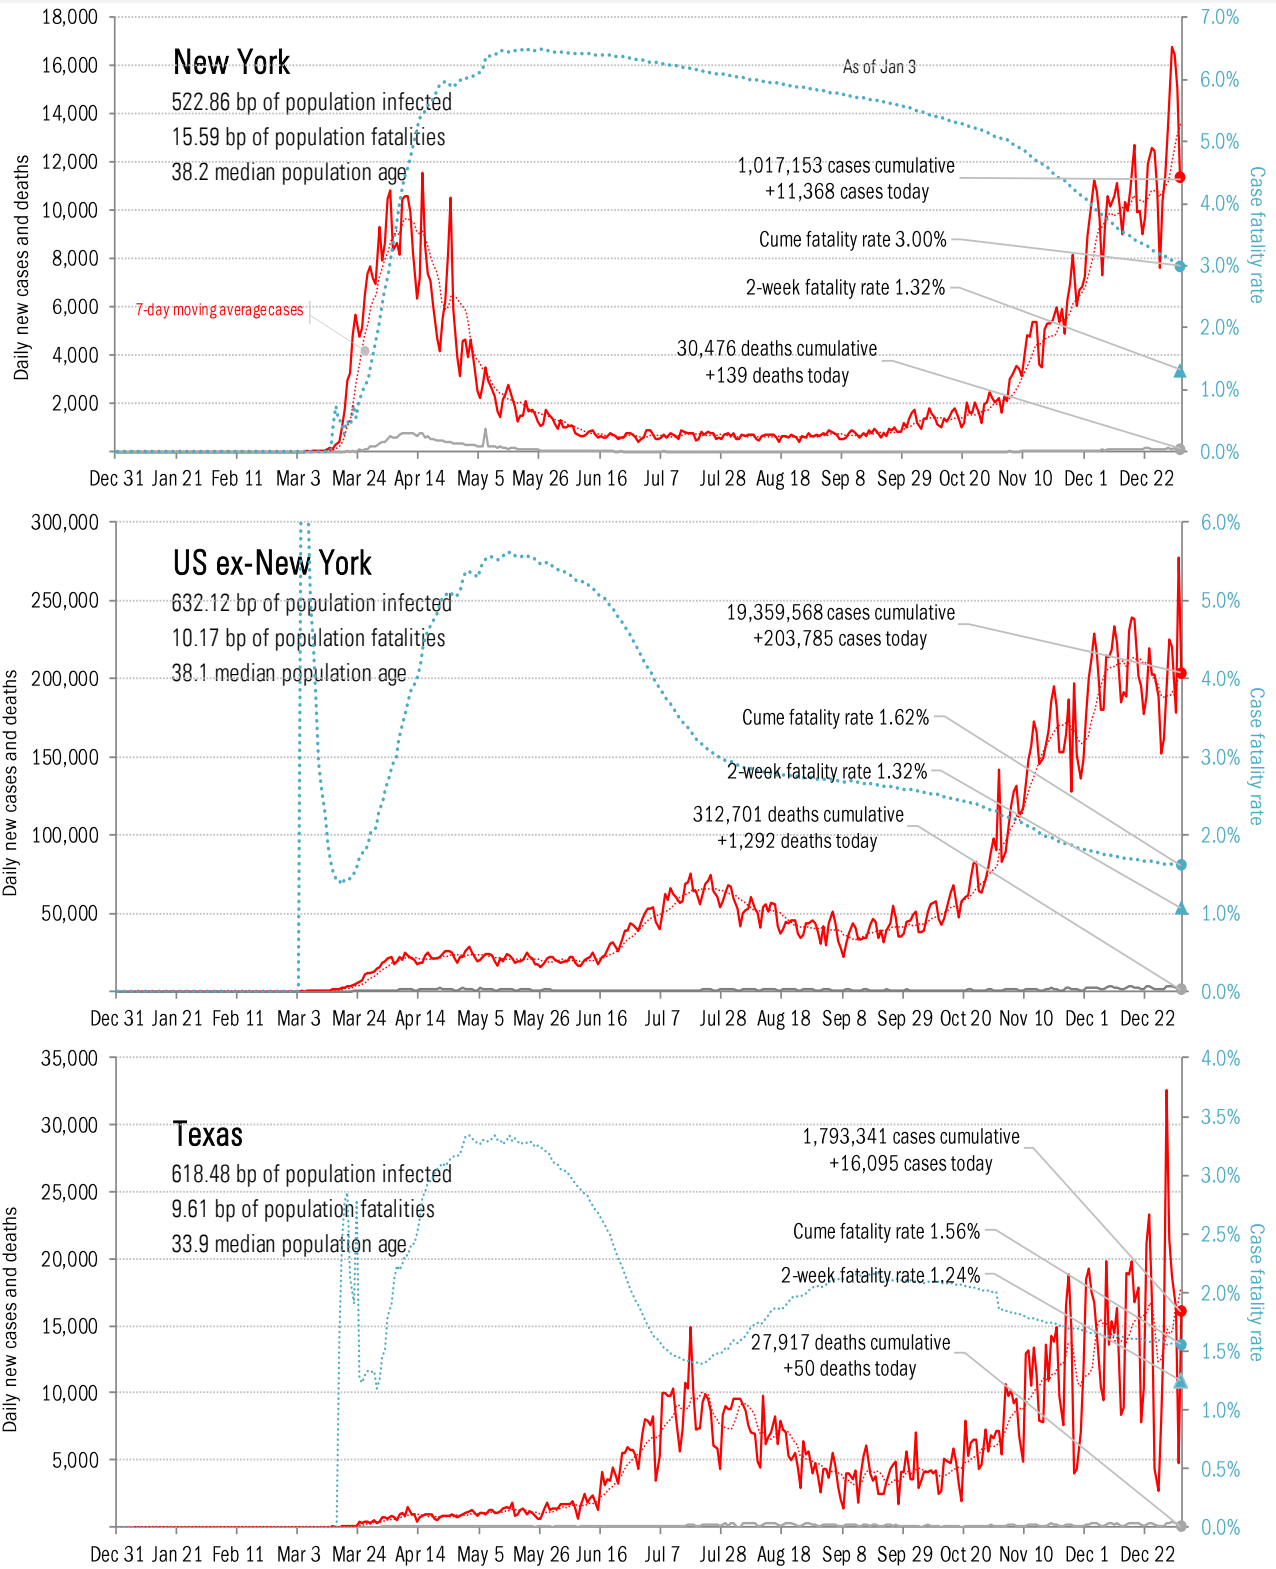 18,000
16,000
14,000
12,000
10,000
8,000
6,000
4,000
2,000
Daily new cases and deaths
New York
522.86 bp of population infected
15.59 bp of population fatalities
38.2 median population age
7-day moving average cases
As of Jan 3
1,017,153 cases cumulative
+11,368 cases today
Cume fatality rate 3.00%
2-week fatality rate 1.32%
30,476 deaths cumulative
+139 deaths today
7.0%
6.0%
5.0%
4.0%
3.0%
2.0%
1.0%
0.0%
Case fatality rate
Dec 31 Jan 21 Feb 11 Mar 3 Mar 24 Apr 14 May 5 May 26 Jun 16 Jul 7 Jul 28 Aug 18 Sep 8 Sep 29 Oct 20 Nov 10 Dec 1 Dec 22
300,000
250,000
200,000
150,000
100,000
50,000
Daily new cases and deaths
US ex-New York
632.12 bp of population infected
10.17 bp of population fatalities
38.1 median population age
19,359,568 cases cumulative
+203,785 cases today
Cume fatality rate 1.62%
2-week fatality rate 1.32%
312,701 deaths cumulative
+1,292 deaths today
6.0%
5.0%
4.0%
3.0%
2.0%
1.0%
0.0%
Case fatality rate
Dec 31 Jan 21 Feb 11 Mar 3 Mar 24 Apr 14 May 5 May 26 Jun 16 Jul 7 Jul 28 Aug 18 Sep 8 Sep 29 Oct 20 Nov 10 Dec 1 Dec 22
35,000
30,000
25,000
20,000
15,000
10,000
5,000
Daily new cases and deaths
Texas
618.48 bp of population infected
9.61 bp of population fatalities
33.9 median population age
1,793,341 cases cumulative
+16,095 cases today
Cume fatality rate 1.56%
2-week fatality rate 1.24%
27,917 deaths cumulative
+50 deaths today
4.0%
3.5%
3.0%
2.5%
2.0%
1.5%
1.0%
0.5%
0.0%
Case fatality rate
Dec 31 Jan 21 Feb 11 Mar 3 Mar 24 Apr 14 May 5 May 26 Jun 16 Jul 7 Jul 28 Aug 18 Sep 8 Sep 29 Oct 20 Nov 10 Dec 1 Dec 22